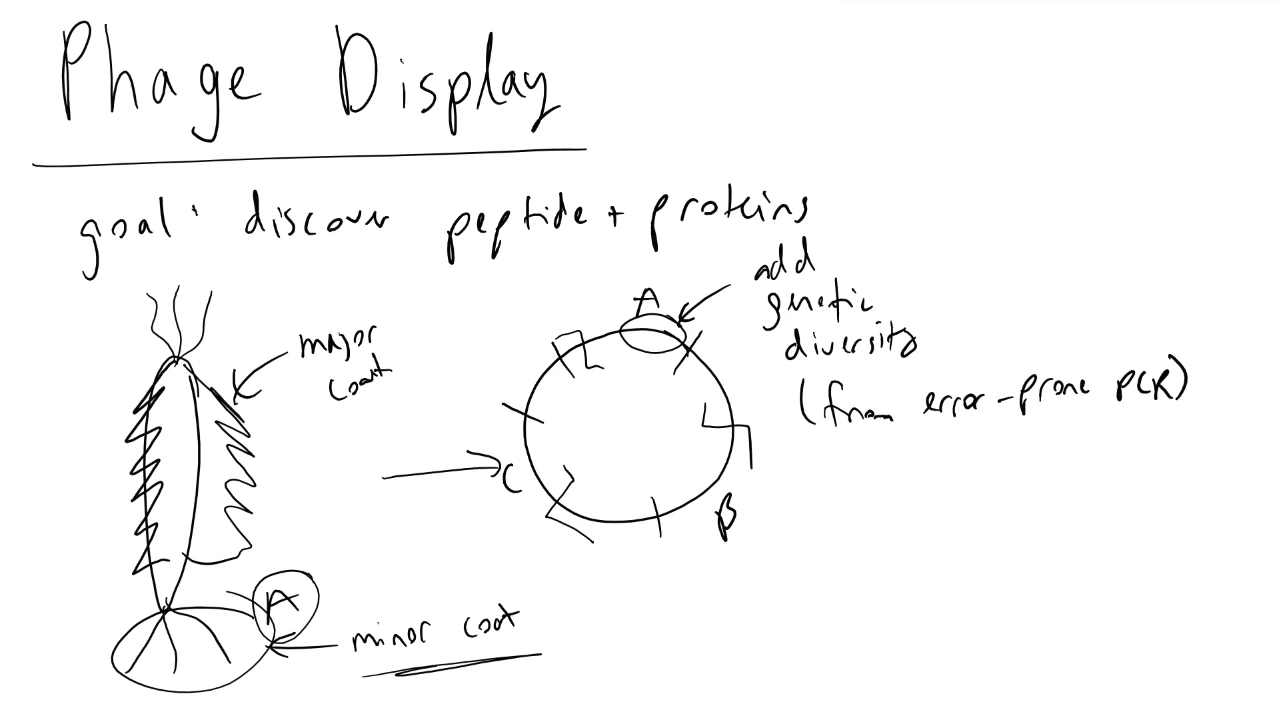 Phage Display
goal: discover peptide + proteins
add
genetic
diversity
(from error-prone PCR)
A
major
coat
C
B
A
minor coat